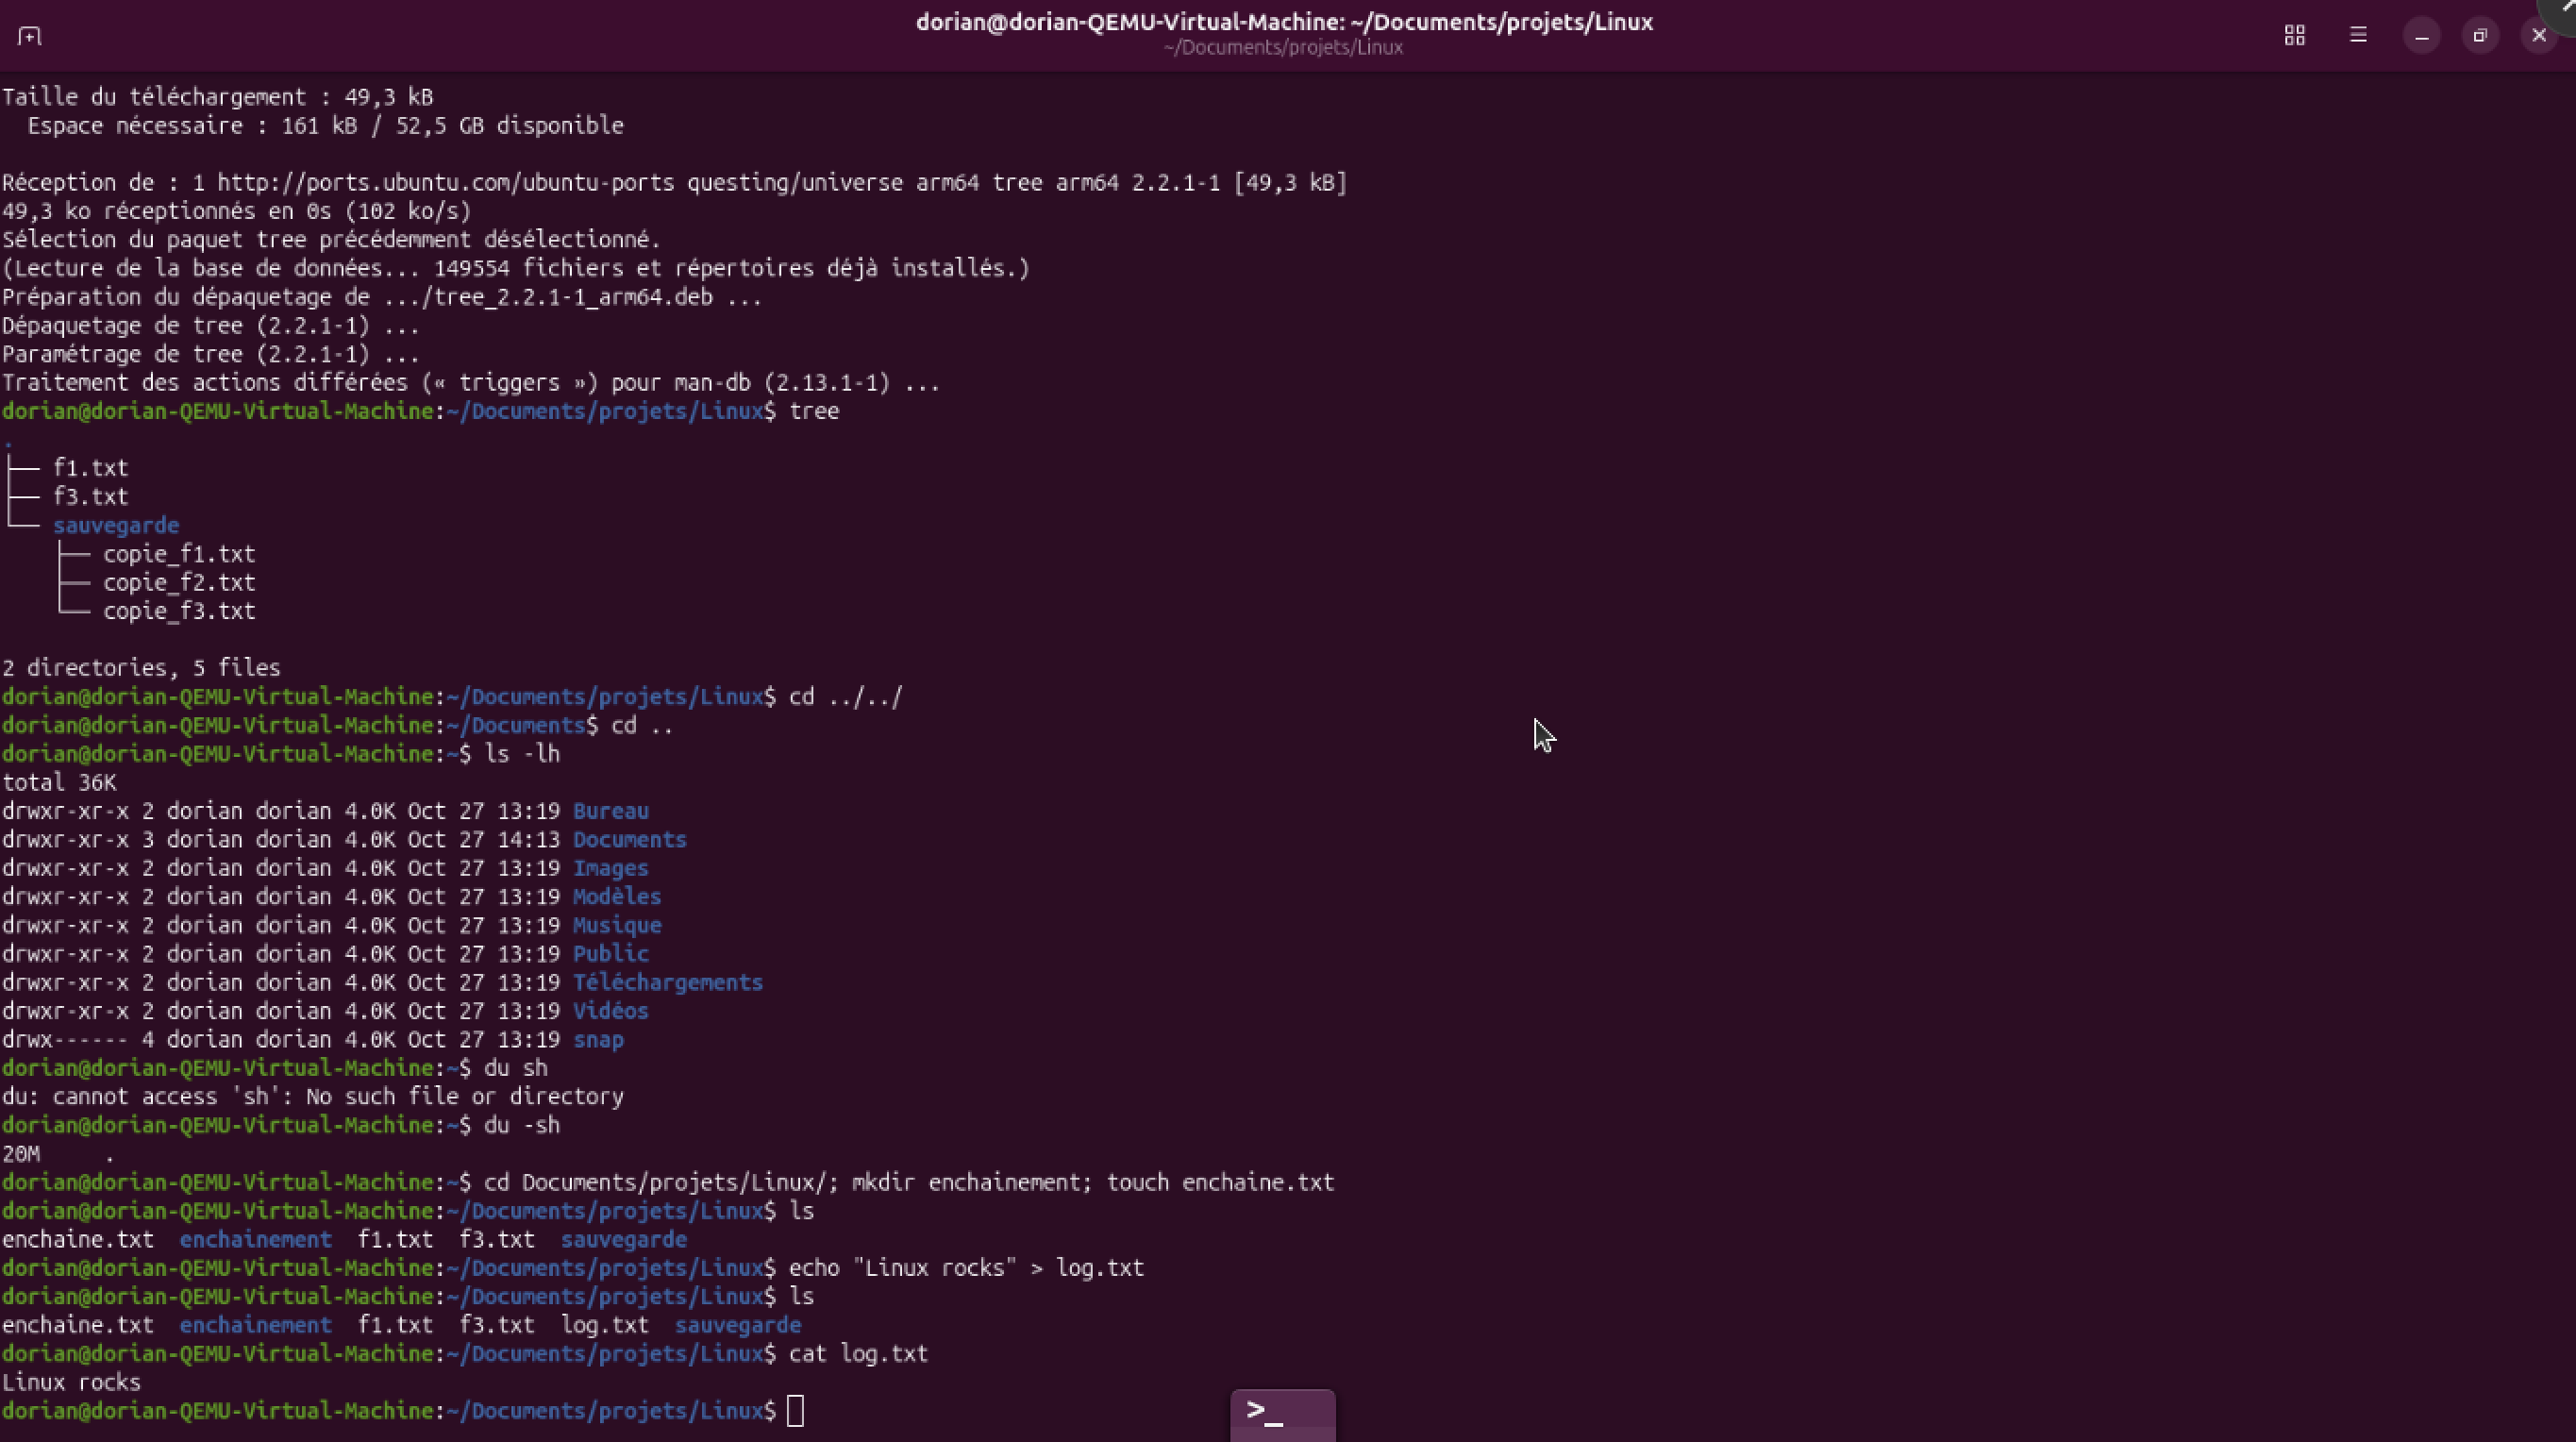 dorian@dorian-QEMU-Virtual-Machine: ~/Documents/projets/Linux
~/Documents/projets/Linux
Taille du téléchargement : 49,3 kB
  Espace nécessaire : 161 kB / 52,5 GB disponible
Réception de : 1 http://ports.ubuntu.com/ubuntu-ports questing/universe arm64 tree arm64 2.2.1-1 [49,3 kB]
49,3 ko réceptionnés en 0s (102 ko/s)
Sélection du paquet tree précédemment désélectionné.
(Lecture de la base de données... 149554 fichiers et répertoires déjà installés.)
Préparation du dépaquetage de .../tree_2.2.1-1_arm64.deb ...
Dépaquetage de tree (2.2.1-1) ...
Paramétrage de tree (2.2.1-1) ...
Traitement des actions différées (« triggers ») pour man-db (2.13.1-1) ...
dorian@dorian-QEMU-Virtual-Machine:~/Documents/projets/Linux$ tree
.
├── f1.txt
├── f3.txt
└── sauvegarde
    ├── copie_f1.txt
    ├── copie_f2.txt
    └── copie_f3.txt
2 directories, 5 files
dorian@dorian-QEMU-Virtual-Machine:~/Documents/projets/Linux$ cd ../../
dorian@dorian-QEMU-Virtual-Machine:~/Documents$ cd ..
dorian@dorian-QEMU-Virtual-Machine:~$ ls -lh
total 36K
drwxr-xr-x 2 dorian dorian 4.0K Oct 27 13:19 Bureau
drwxr-xr-x 3 dorian dorian 4.0K Oct 27 14:13 Documents
drwxr-xr-x 2 dorian dorian 4.0K Oct 27 13:19 Images
drwxr-xr-x 2 dorian dorian 4.0K Oct 27 13:19 Modèles
drwxr-xr-x 2 dorian dorian 4.0K Oct 27 13:19 Musique
drwxr-xr-x 2 dorian dorian 4.0K Oct 27 13:19 Public
drwxr-xr-x 2 dorian dorian 4.0K Oct 27 13:19 Téléchargements
drwxr-xr-x 2 dorian dorian 4.0K Oct 27 13:19 Vidéos
drwx------ 4 dorian dorian 4.0K Oct 27 13:19 snap
dorian@dorian-QEMU-Virtual-Machine:~$ du sh
du: cannot access 'sh': No such file or directory
dorian@dorian-QEMU-Virtual-Machine:~$ du -sh
20M     .
dorian@dorian-QEMU-Virtual-Machine:~$ cd Documents/projets/Linux/; mkdir enchainement; touch enchaine.txt
dorian@dorian-QEMU-Virtual-Machine:~/Documents/projets/Linux$ ls
enchaine.txt  enchainement  f1.txt  f3.txt  sauvegarde
dorian@dorian-QEMU-Virtual-Machine:~/Documents/projets/Linux$ echo "Linux rocks" > log.txt
dorian@dorian-QEMU-Virtual-Machine:~/Documents/projets/Linux$ ls
enchaine.txt  enchainement  f1.txt  f3.txt  log.txt  sauvegarde
dorian@dorian-QEMU-Virtual-Machine:~/Documents/projets/Linux$ cat log.txt
Linux rocks
dorian@dorian-QEMU-Virtual-Machine:~/Documents/projets/Linux$
>_